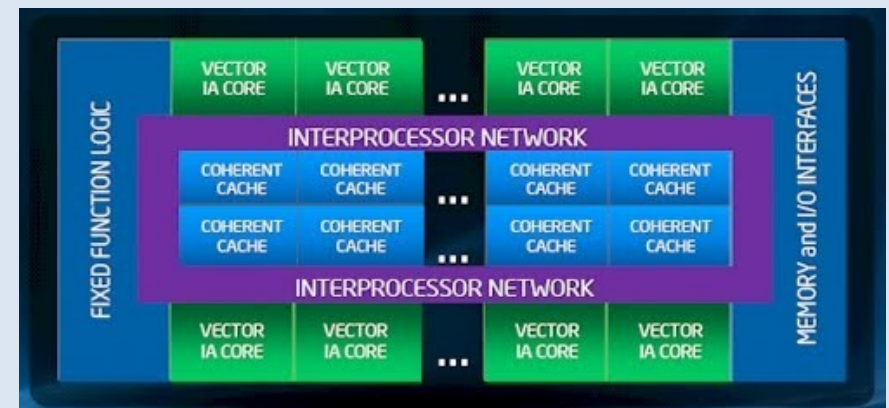 FIXED FUNCTION LOGIC
VECTOR IA CORE
VECTOR IA CORE
...
VECTOR IA CORE
VECTOR IA CORE
INTERPROCESSOR NETWORK
COHERENT CACHE
COHERENT CACHE
...
COHERENT CACHE
COHERENT CACHE
COHERENT CACHE
COHERENT CACHE
...
COHERENT CACHE
COHERENT CACHE
INTERPROCESSOR NETWORK
VECTOR IA CORE
VECTOR IA CORE
...
VECTOR IA CORE
VECTOR IA CORE
MEMORY and I/O INTERFACES